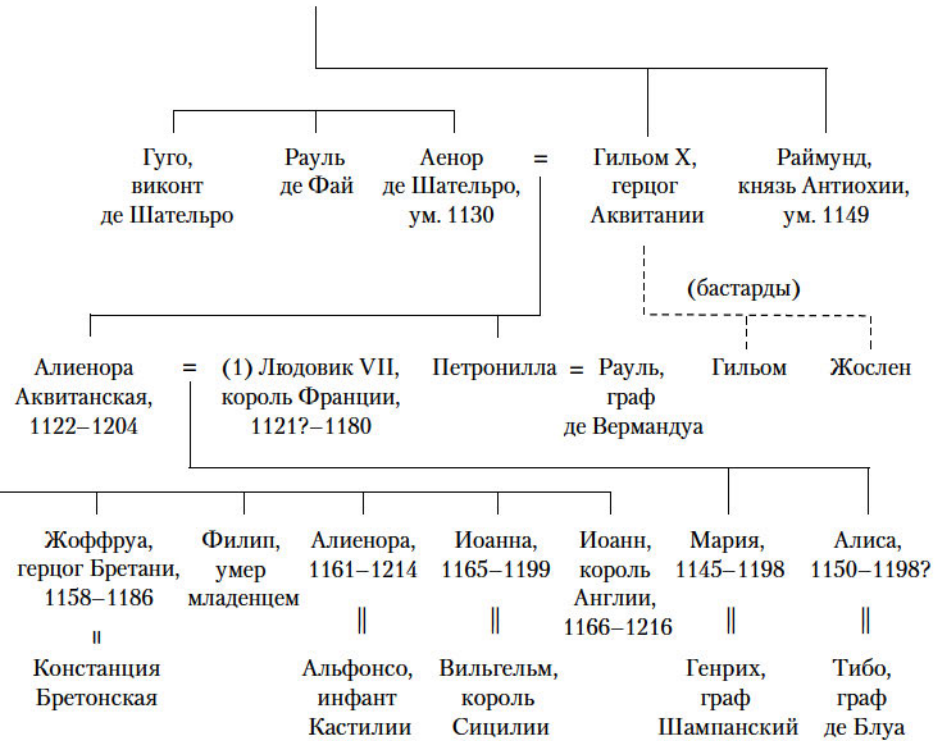 Гуго,
виконт
де Шательро
Рауль
де Фай
Аенор
де Шательро,
ум. 1130
=
Гильом X,
герцог
Аквитании
Раймунд,
князь Антиохии,
ум. 1149
(бастарды)
Алиенора
Аквитанская,
1122–1204
=
(1) Людовик VII,
король Франции,
1121?–1180
Петронилла
=
Рауль,
граф
де Вермандуа
Гильом
Жослен
Жоффруа,
герцог Бретани,
1158–1186
Филип,
умер
младенцем
Алиенора,
1161–1214
Иоанна,
1165–1199
Иоанн,
король
Англии,
1166–1216
Мария,
1145–1198
Алиса,
1150–1198?
Констанция
Бретонская
Альфонсо,
инфант
Кастилии
Вильгельм,
король
Сицилии
Генрих,
граф
Шампанский
Тибо,
граф
де Блуа